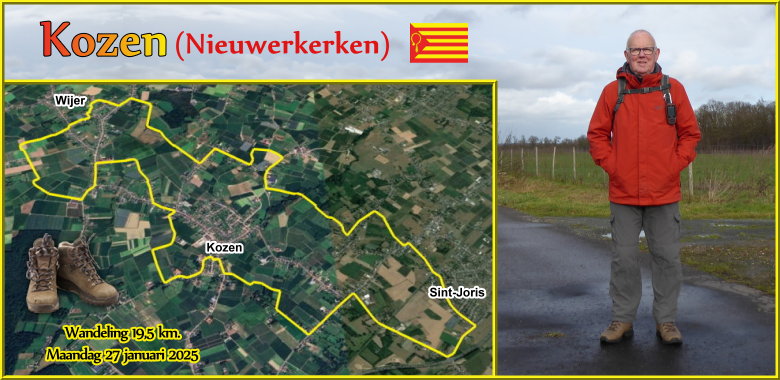 Kozen (Nieuwerkerken)
Wijer
Kozen
Sint-Joris
Wandeling 19,5 km.
Maandag 27 januari 2025